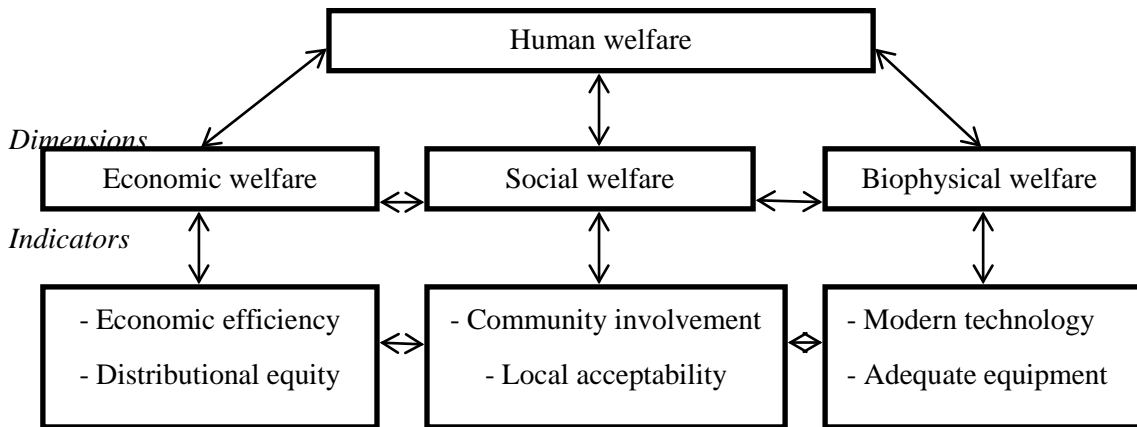 Human welfare
Dimensions
Economic welfare
Social welfare
Biophysical welfare
Indicators
- Economic efficiency
- Distributional equity
- Community involvement
- Local acceptability
- Modern technology
- Adequate equipment